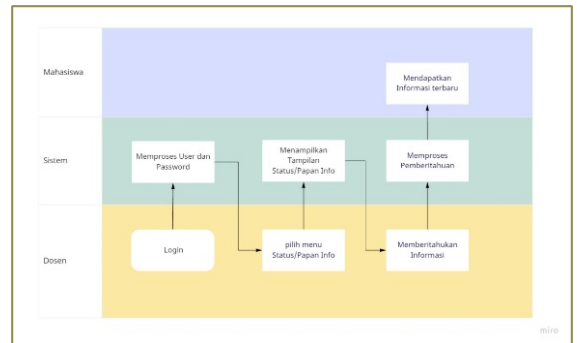 Mahasiswa
Mendapatkan
Informasi terbaru
Sistem
Memproses User dan
Password
Menampilkan
Tampilan
Status/Papan Info
Memproses
Pemberitahuan
Dosen
Login
pilih menu
Status/Papan Info
Memberitahukan
Informasi
miro